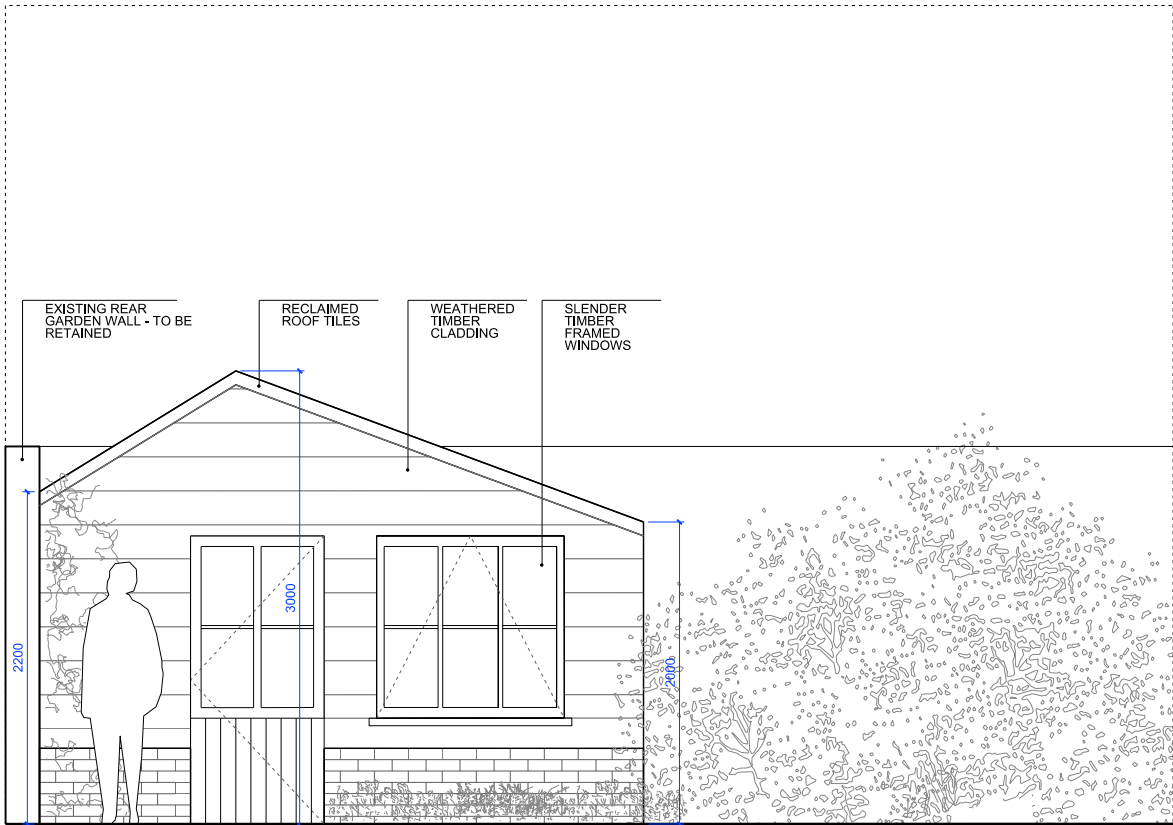 EXISTING REAR
GARDEN WALL - TO BE
RETAINED
RECLAIMED
ROOF TILES
WEATHERED
TIMBER
CLADDING
SLENDER
TIMBER
FRAMED
WINDOWS
3000
2200
2000